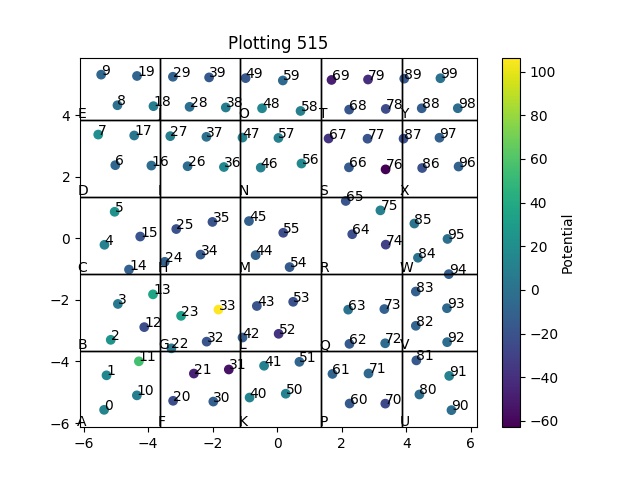 Plotting 515
9 19 29 39 49 59 69 79 89 99
8 18 28 38 48 58 68 78 88 98
E J O T Y
7 17 27 37 47 57 67 77 87 97
6 16 26 36 46 56 66 76 86 96
D I N S X
5 15 25 35 45 55 65 75 85 95
4 14 24 34 44 54 64 74 84 94
C H M R W
3 13 23 33 43 53 63 73 83 93
2 12 22 32 42 52 62 72 82 92
B G L Q V
1 11 21 31 41 51 61 71 81 91
0 10 20 30 40 50 60 70 80 90
A F K P U
4
2
0
−2
−4
−6
−6 −4 −2 0 2 4 6
100
80
60
40
20
0
−20
−40
−60
Potential